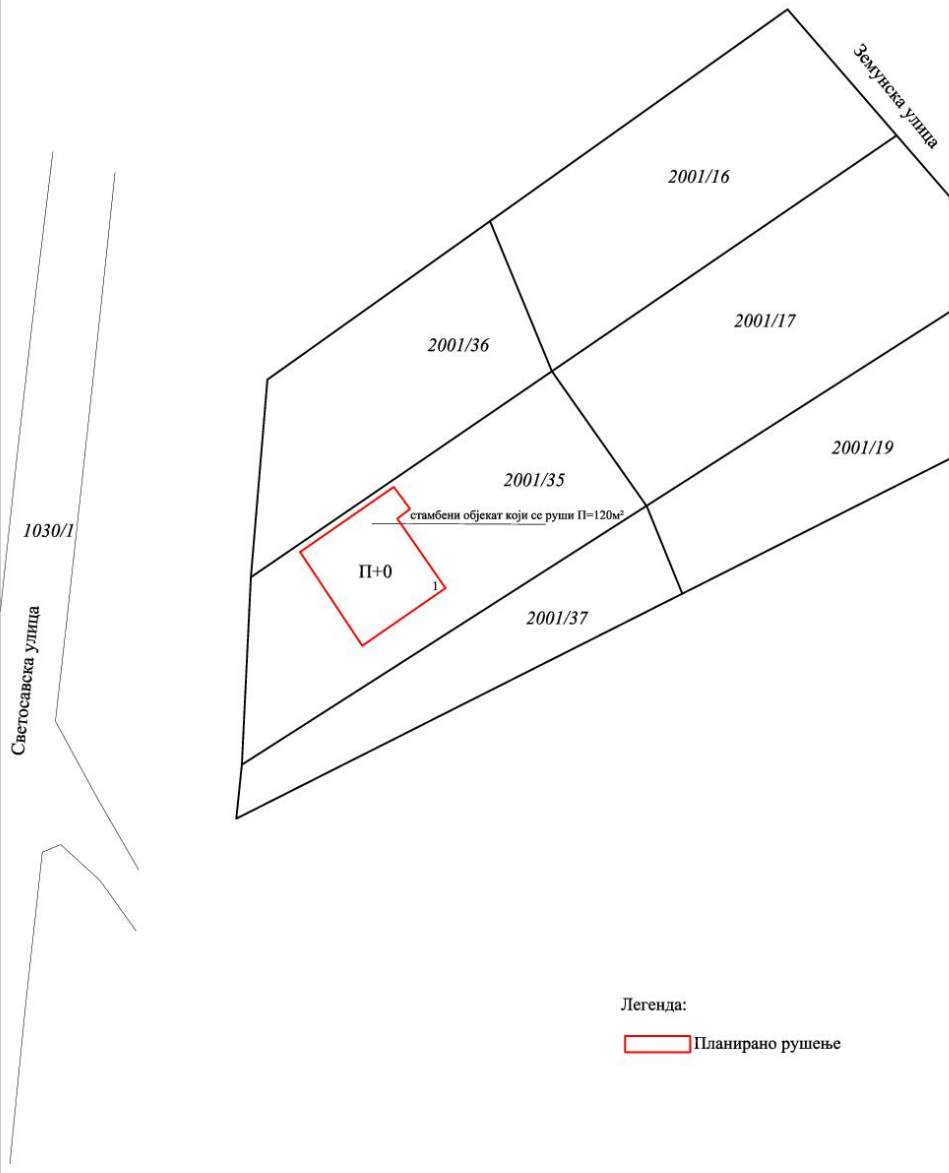 Земунска улица
2001/16
2001/17
2001/36
2001/19
2001/35
стамбени објекат који се руши П=120м²
1030/1
П+0
1
2001/37
Светосавска улица
Легенда:
Планирано рушење